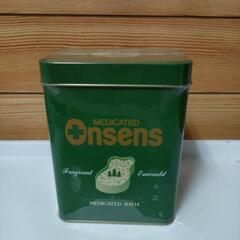 MEDICATED
Onsens
Fragrant Emerald
MEDICATED BATH